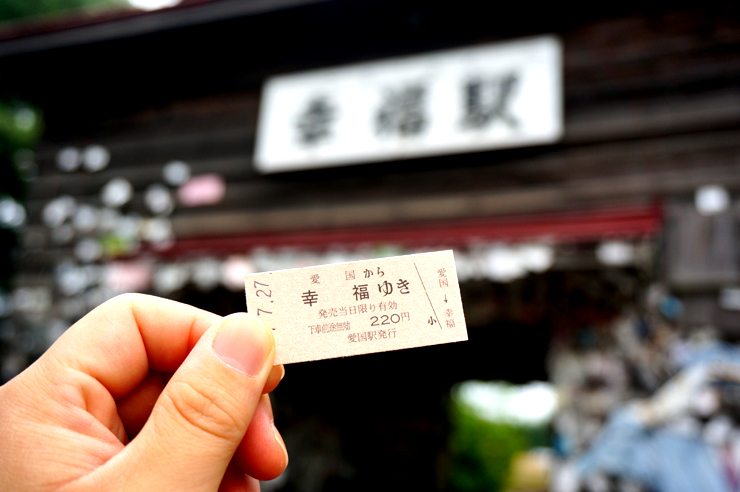 幸福駅
7.27
愛国から
幸福ゆき
発売当日限り有効
下車前途無効 220円
愛国駅発行
小
愛国→幸福